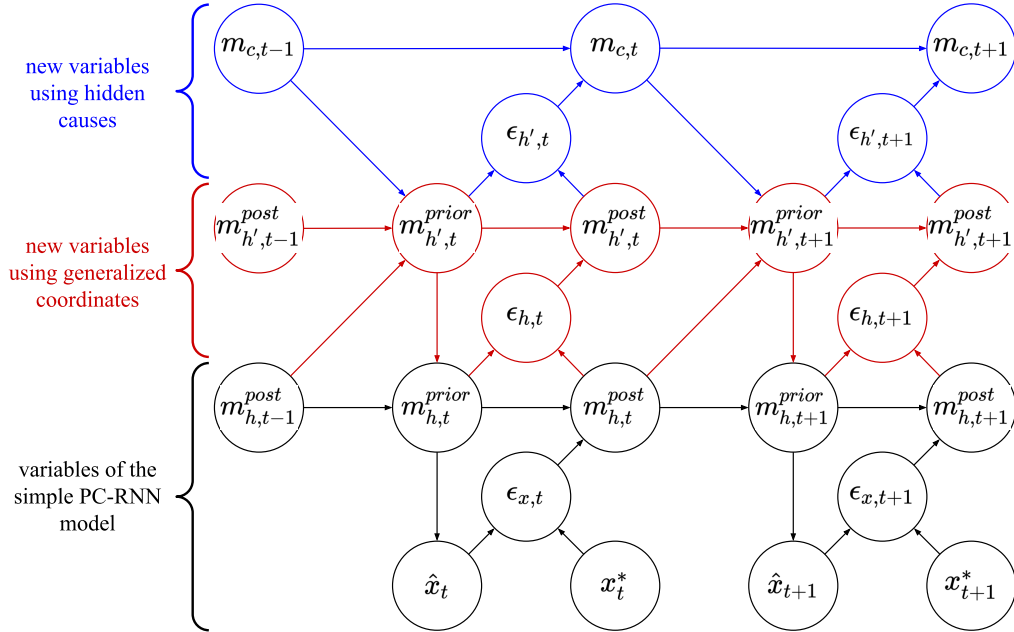 m_{c,t−1} m_{c,t} m_{c,t+1}
new variables
using hidden
causes
ϵ_{h′,t} ϵ_{h′,t+1}
m^{post}_{h′,t−1} m^{prior}_{h′,t} m^{post}_{h′,t} m^{prior}_{h′,t+1} m^{post}_{h′,t+1}
new variables
using generalized
coordinates
ϵ_{h,t} ϵ_{h,t+1}
m^{post}_{h,t−1} m^{prior}_{h,t} m^{post}_{h,t} m^{prior}_{h,t+1} m^{post}_{h,t+1}
variables of the
simple PC-RNN
model
ϵ_{x,t} ϵ_{x,t+1}
x̂_t x^*_t x̂_{t+1} x^*_{t+1}